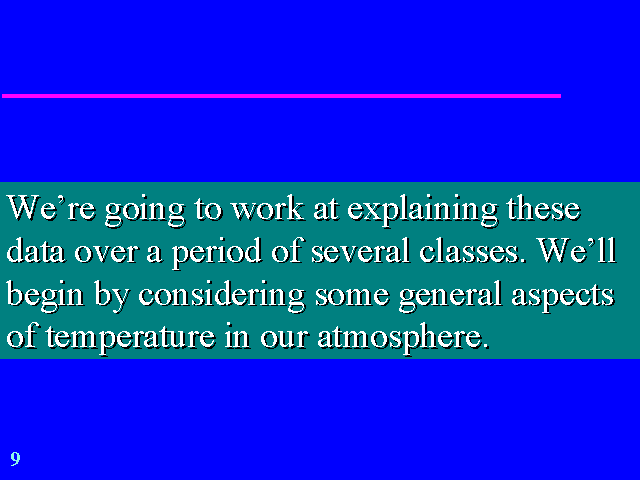 We’re going to work at explaining these
data over a period of several classes. We’ll
begin by considering some general aspects
of temperature in our atmosphere.
9